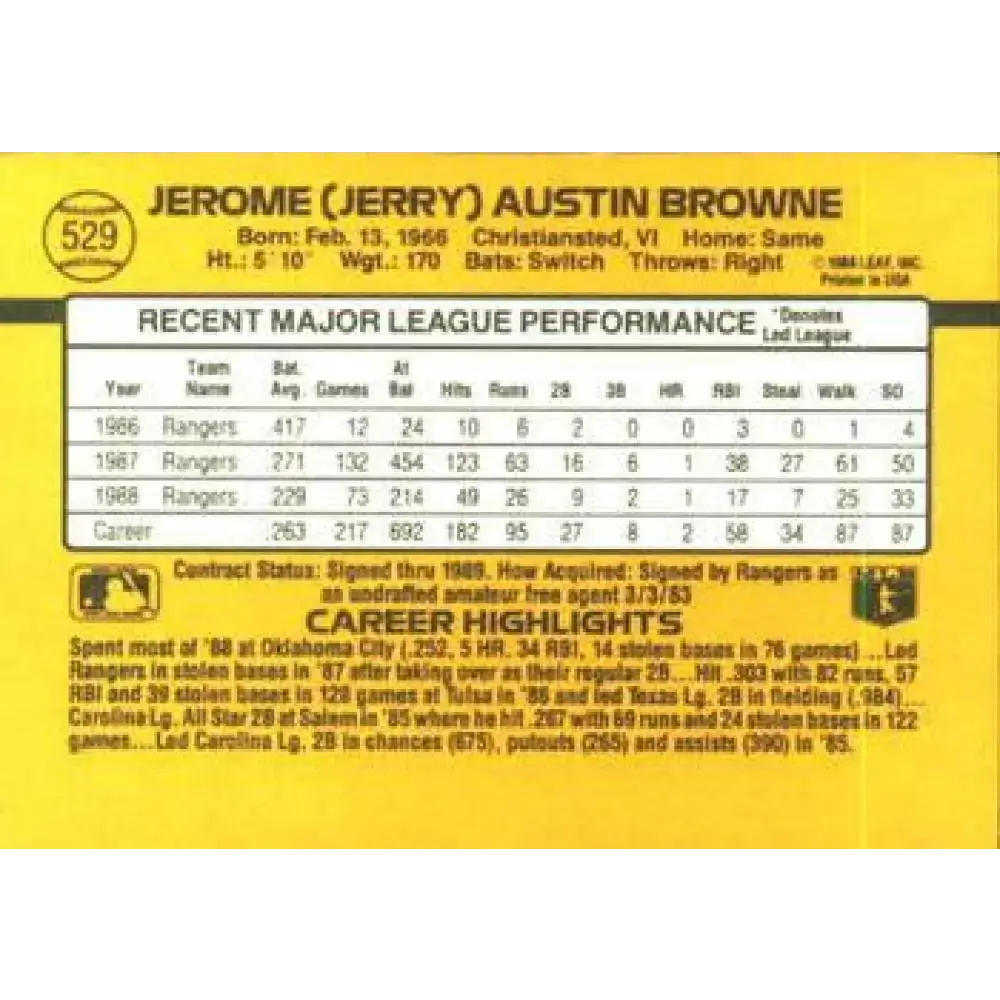 529
JEROME (JERRY) AUSTIN BROWNE
Born: Feb. 13, 1966 Christiansted, VI Home: Same
Ht.: 5' 10" Wgt.: 170 Bats: Switch Throws: Right
LEAF, INC.
Printed in USA
RECENT MAJOR LEAGUE PERFORMANCE *Denotes Led League
Year Team Name Bat. Avg. Games At Bat Hits Runs 2B 3B HR RBI Steal Walk SO
1986 Rangers .417 12 24 10 6 2 0 0 3 0 1 4
1987 Rangers .271 132 454 123 63 16 6 1 38 27 61 50
1988 Rangers .229 73 214 49 26 9 2 1 17 7 25 33
Career .263 217 692 182 95 27 8 2 58 34 87 87
Contract Status: Signed thru 1989. How Acquired: Signed by Rangers as
an undrafted amateur free agent 3/3/83
CAREER HIGHLIGHTS
Spent most of '88 at Oklahoma City (.252, 5 HR, 34 RBI, 14 stolen bases in 76 games)...Led
Rangers in stolen bases in '87 after taking over as their regular 2B...Hit .303 with 82 runs, 57
RBI and 39 stolen bases in 128 games at Tulsa in '86 and led Texas Lg. 2B in fielding (.984)...
Carolina Lg. All Star 2B at Salem in '85 where he hit .267 with 69 runs and 24 stolen bases in 122
games...Led Carolina Lg. 2B in chances (675), putouts (265) and assists (390) in '85.